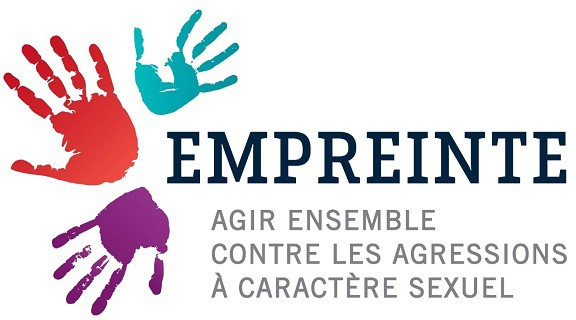 EMPREINTE
AGIR ENSEMBLE
CONTRE LES AGRESSIONS
À CARACTÈRE SEXUEL